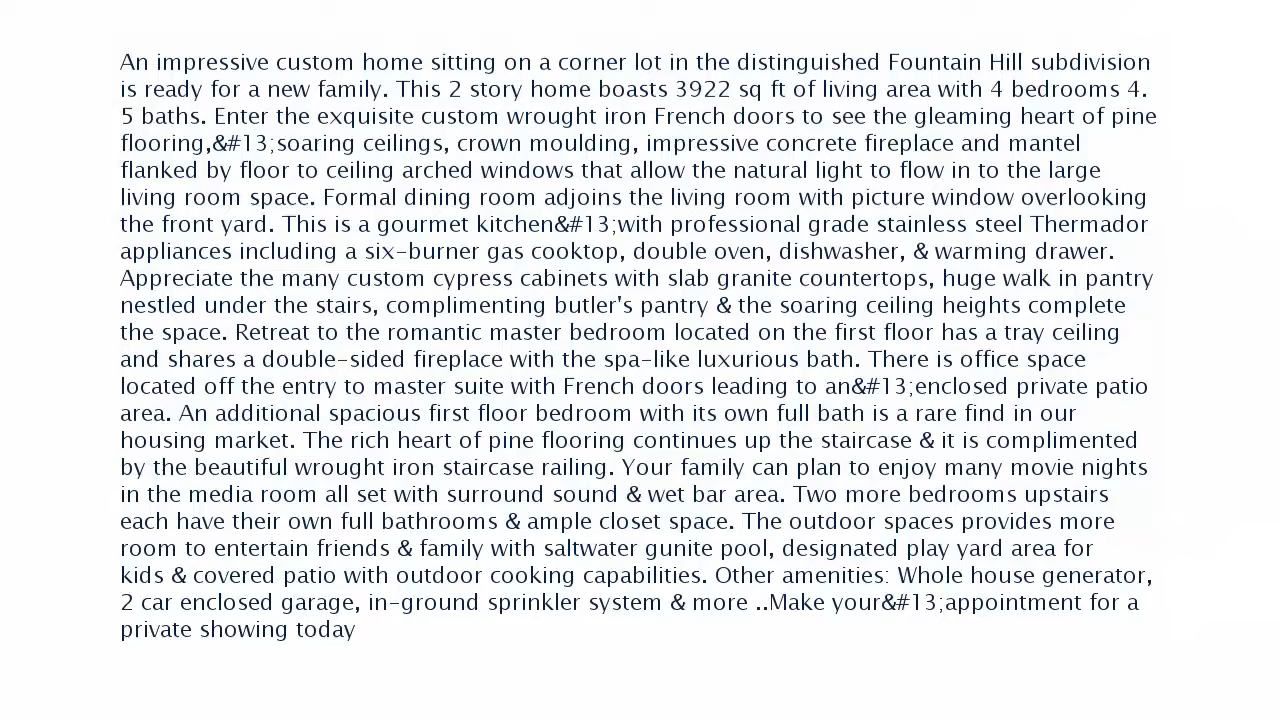 An impressive custom home sitting on a corner lot in the distinguished Fountain Hill subdivision
is ready for a new family. This 2 story home boasts 3922 sq ft of living area with 4 bedrooms 4.
5 baths. Enter the exquisite custom wrought iron French doors to see the gleaming heart of pine
flooring,&#13;soaring ceilings, crown moulding, impressive concrete fireplace and mantel
flanked by floor to ceiling arched windows that allow the natural light to flow in to the large
living room space. Formal dining room adjoins the living room with picture window overlooking
the front yard. This is a gourmet kitchen&#13;with professional grade stainless steel Thermador
appliances including a six-burner gas cooktop, double oven, dishwasher, & warming drawer.
Appreciate the many custom cypress cabinets with slab granite countertops, huge walk in pantry
nestled under the stairs, complimenting butler's pantry & the soaring ceiling heights complete
the space. Retreat to the romantic master bedroom located on the first floor has a tray ceiling
and shares a double-sided fireplace with the spa-like luxurious bath. There is office space
located off the entry to master suite with French doors leading to an&#13;enclosed private patio
area. An additional spacious first floor bedroom with its own full bath is a rare find in our
housing market. The rich heart of pine flooring continues up the staircase & it is complimented
by the beautiful wrought iron staircase railing. Your family can plan to enjoy many movie nights
in the media room all set with surround sound & wet bar area. Two more bedrooms upstairs
each have their own full bathrooms & ample closet space. The outdoor spaces provides more
room to entertain friends & family with saltwater gunite pool, designated play yard area for
kids & covered patio with outdoor cooking capabilities. Other amenities: Whole house generator,
2 car enclosed garage, in-ground sprinkler system & more ..Make your&#13;appointment for a
private showing today